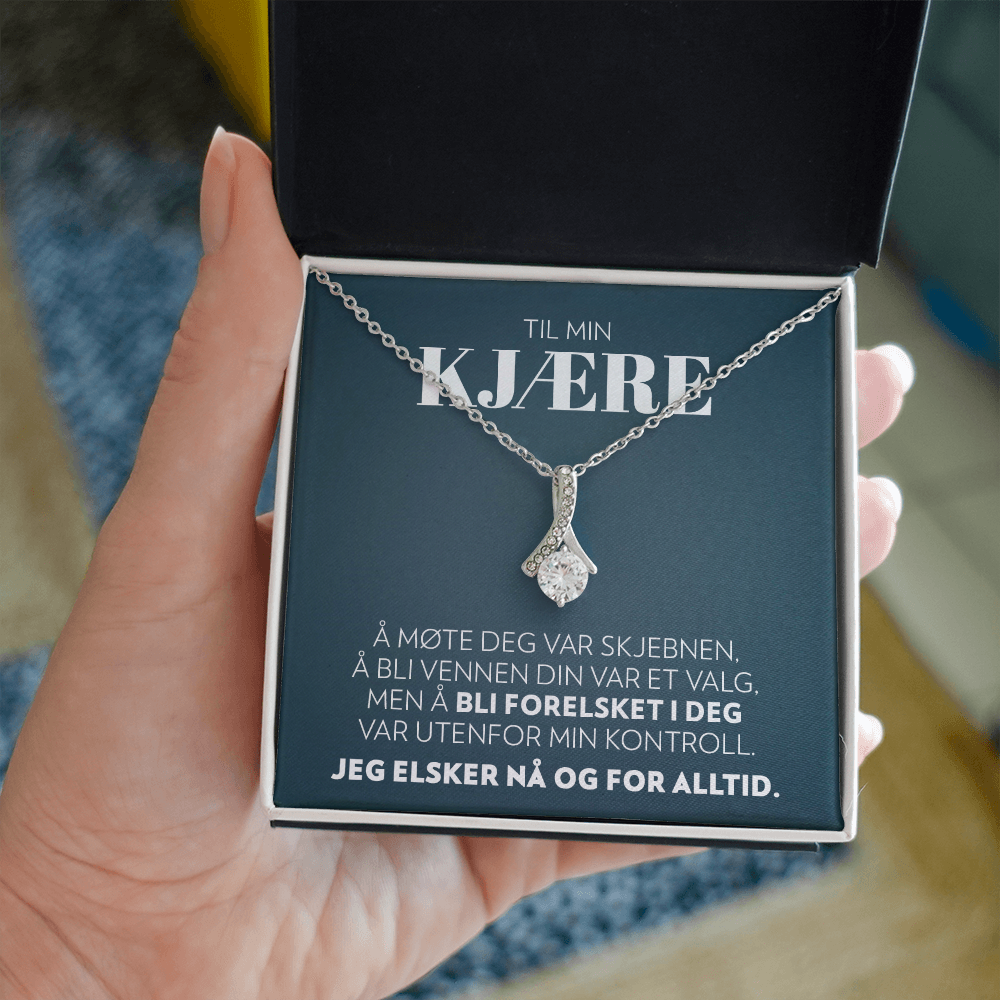 TIL MIN
KJÆRE
Å MØTE DEG VAR SKJEBNEN,
Å BLI VENNEN DIN VAR ET VALG,
MEN Å BLI FORELSKET I DEG
VAR UTENFOR MIN KONTROLL.
JEG ELSKER NÅ OG FOR ALLTID.